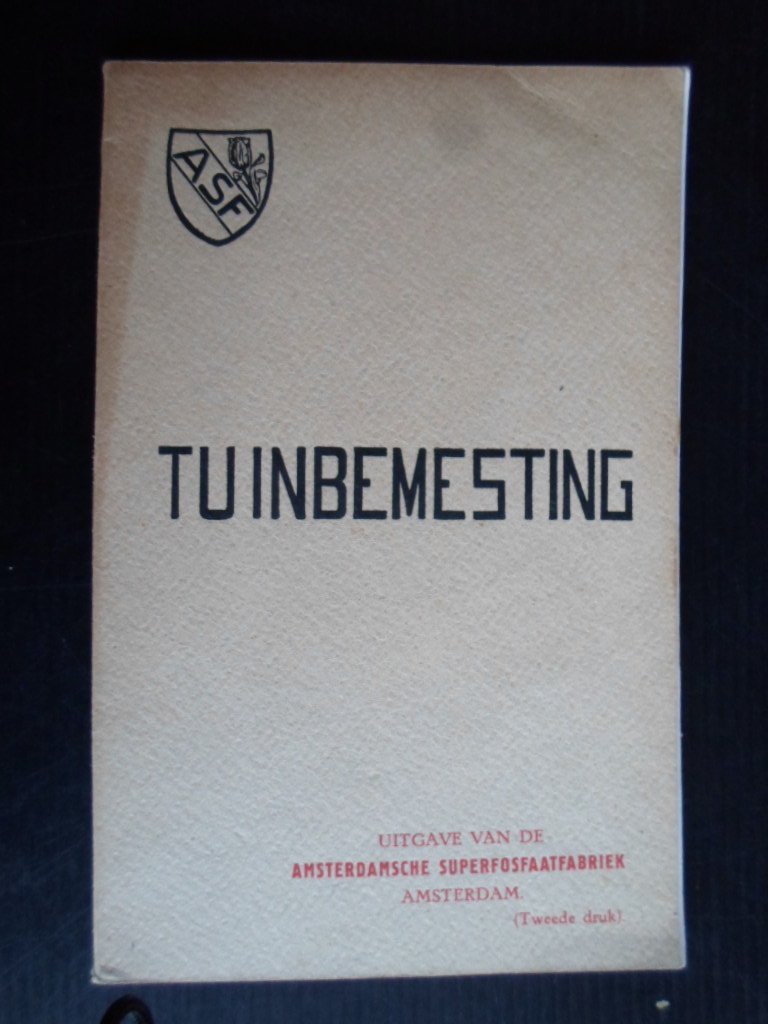 ASF
TUINBEMESTING
UITGAVE VAN DE
AMSTERDAMSCHE SUPERFOSFAATFABRIEK
AMSTERDAM.
(Tweede druk)